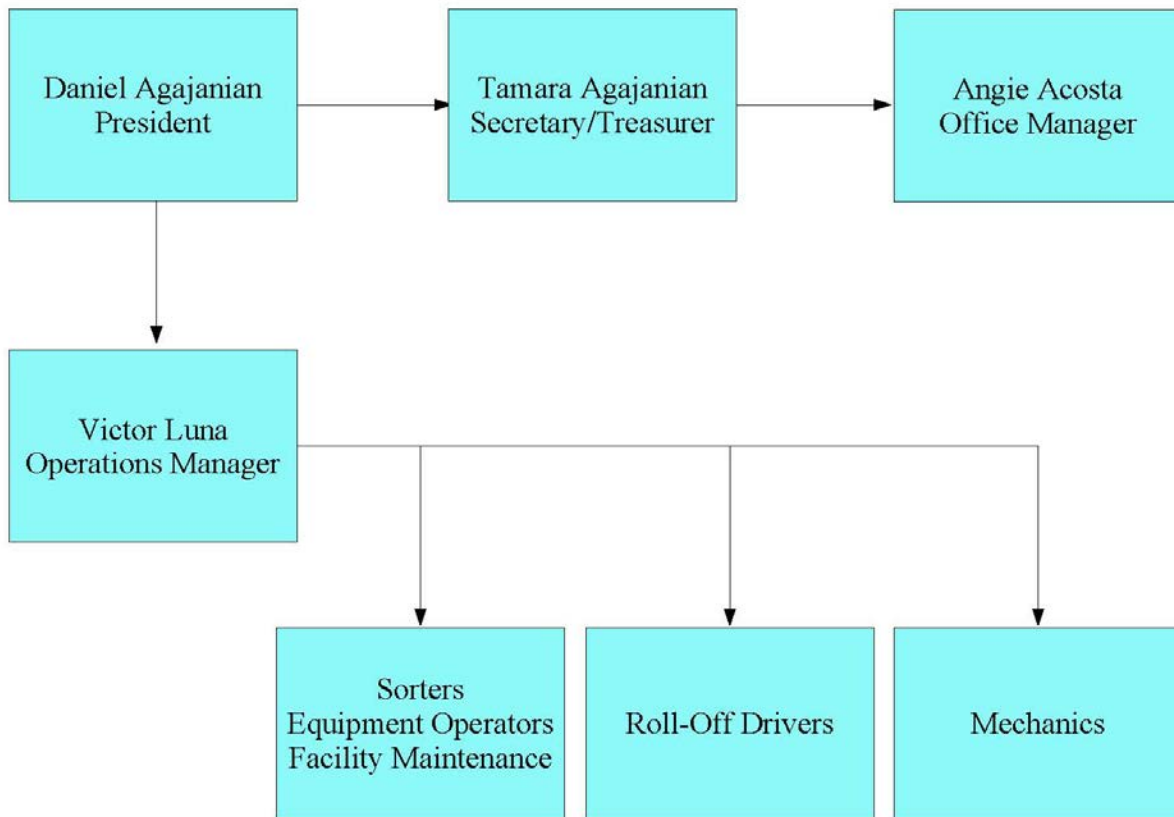 Daniel Agajanian
President
Tamara Agajanian
Secretary/Treasurer
Angie Acosta
Office Manager
Victor Luna
Operations Manager
Sorters
Equipment Operators
Facility Maintenance
Roll-Off Drivers
Mechanics